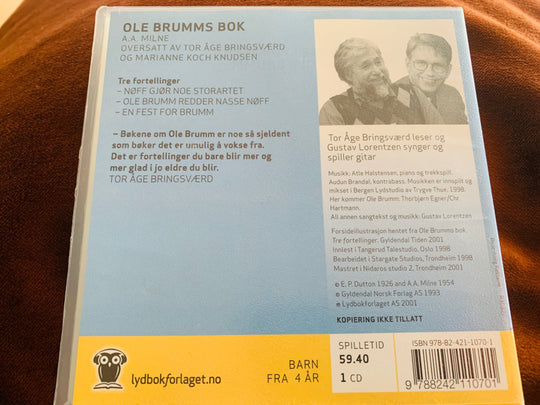 OLE BRUMMS BOK
A.A. MILNE
OVERSATT AV TOR ÅGE BRINGSVÆRD
OG MARIANNE KOCH KNUDSEN
Tre fortellinger
– NØFF GJØR NOE STORARTET
– OLE BRUMM REDDER NASSE NØFF
– EN FEST FOR BRUMM
– Bøkene om Ole Brumm er noe så sjeldent
som bøker det er umulig å vokse fra.
Det er fortellinger du bare blir mer og
mer glad i jo eldre du blir.
TOR ÅGE BRINGSVÆRD
Tor Åge Bringsværd leser og
Gustav Lorentzen synger og
spiller gitar
Musikk: Atle Halstensen, piano og trekkspill,
Audun Brandal, kontrabass. Musikken er innspilt og
mikset i Bergen Lydstudio av Trygve Thue, 1998.
Her kommer Ole Brumm: Thorbjørn Egner/Chr.
Hartmann.
All annen sangtekst og musikk: Gustav Lorentzen
Forsideillustrasjon hentet fra Ole Brumms bok.
Tre fortellinger. Gyldendal Tiden 2001
Innlest i Tangerud Talestudio, Oslo 1998
Bearbeidet i Stargate Studios, Trondheim 1998
Mastret i Nidaros studio 2, Trondheim 2001
© E. P. Dutton 1926 and A.A. Milne 1954
© Gyldendal Norsk Forlag AS 1993
℗ Lydbokforlaget AS 2001
KOPIERING IKKE TILLATT
lydbokforlaget.no
BARN
FRA 4 ÅR
SPILLETID
59.40
1 CD
ISBN 978-82-421-1070-1
9 788242 110701